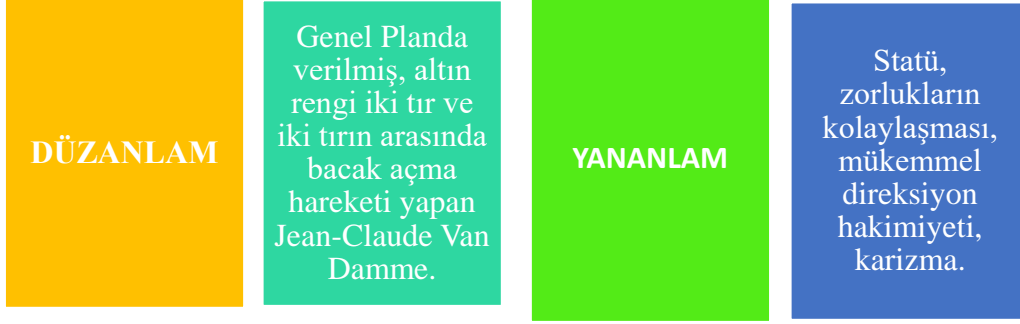 DÜZANLAM
Genel Planda
verilmiş, altın
rengi iki tır ve
iki tırın arasında
bacak açma
hareketi yapan
Jean-Claude Van
Damme.
YANANLAM
Statü,
zorlukların
kolaylaşması,
mükemmel
direksiyon
hakimiyeti,
karizma.